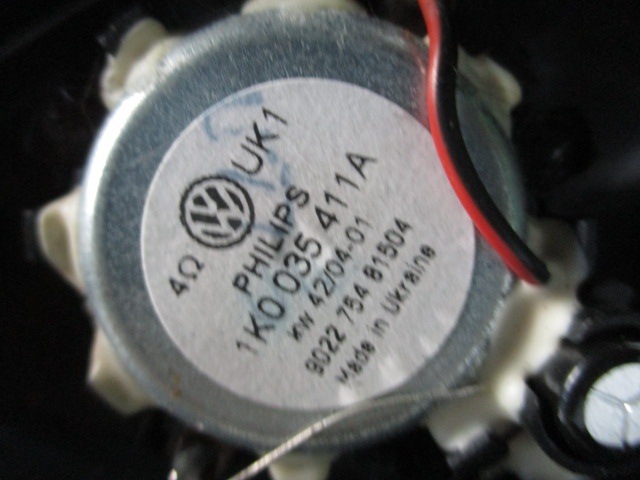 UK1
4Ω
PHILIPS
1K0 035 411A
KW 42/04-01
9022 754 81504
Made in Ukraine